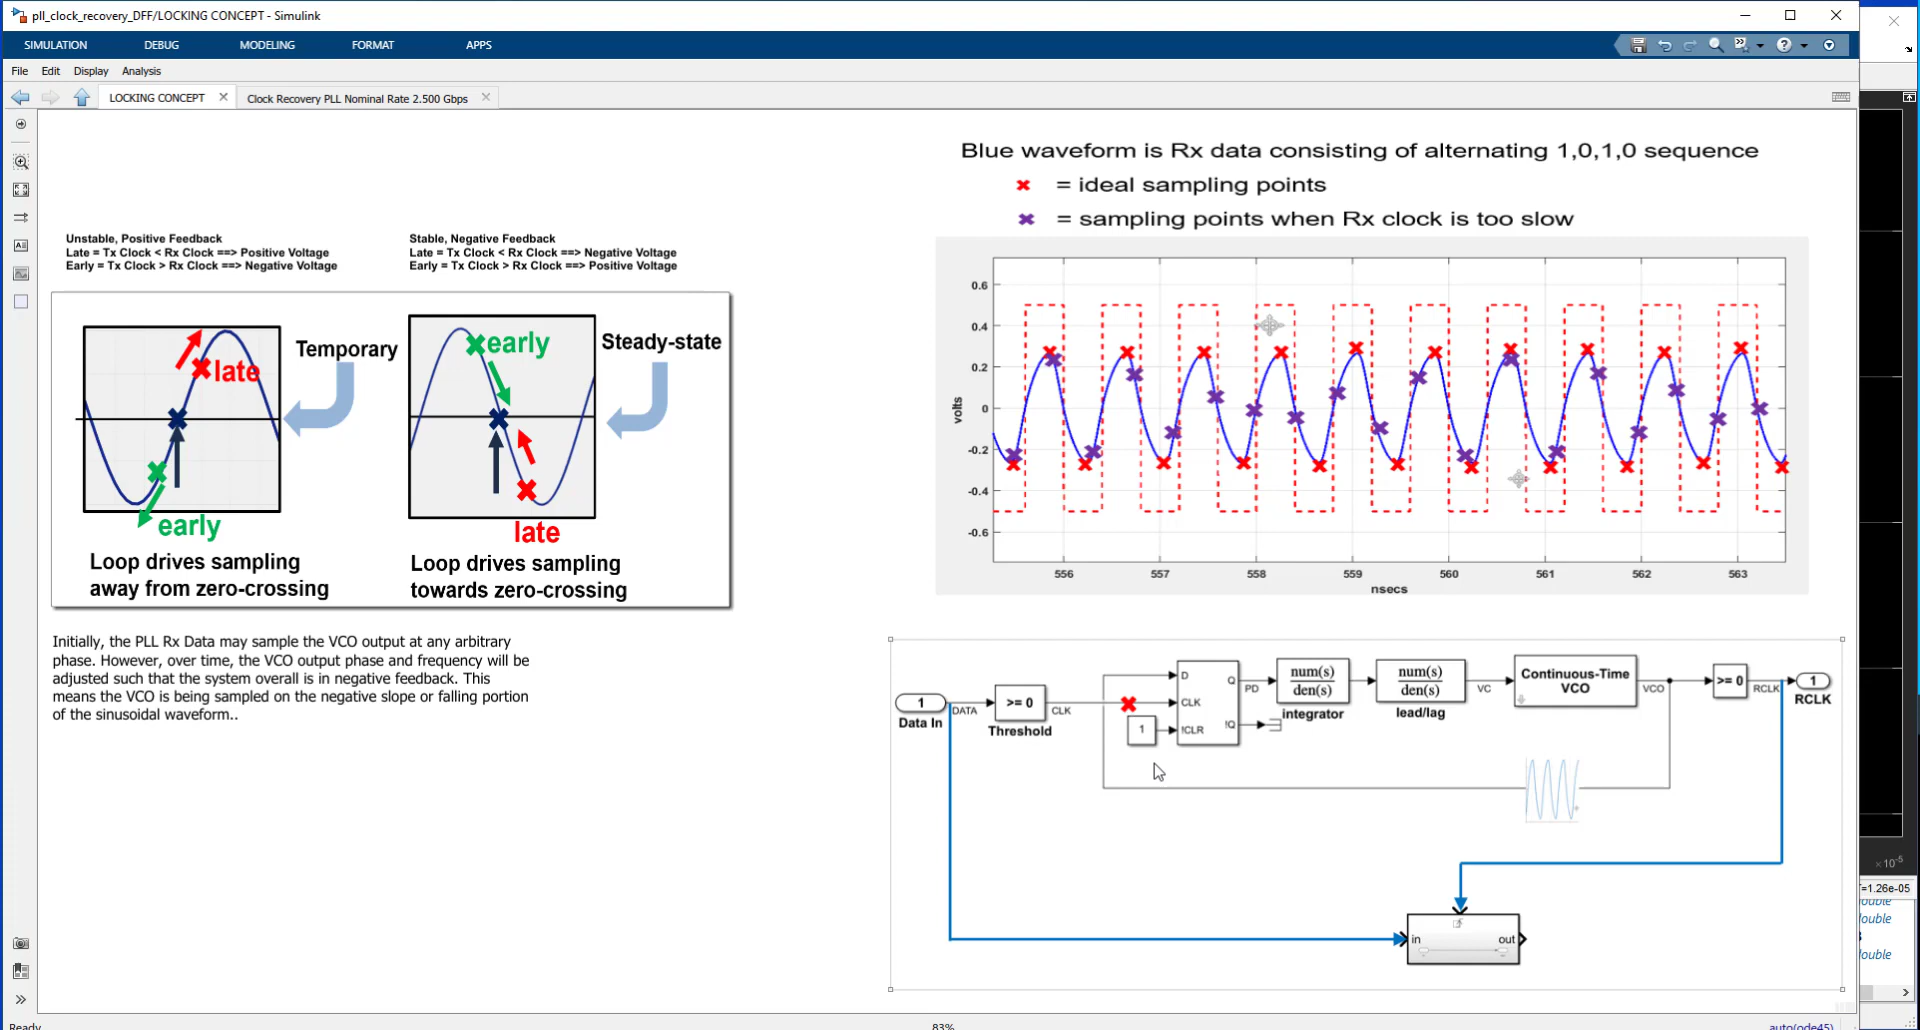 pll_clock_recovery_DFF/LOCKING CONCEPT - Simulink
SIMULATION DEBUG MODELING FORMAT APPS
File Edit Display Analysis
LOCKING CONCEPT
Clock Recovery PLL Nominal Rate 2.500 Gbps
Unstable, Positive Feedback
Late = Tx Clock < Rx Clock ==> Positive Voltage
Early = Tx Clock > Rx Clock ==> Negative Voltage
Stable, Negative Feedback
Late = Tx Clock < Rx Clock ==> Negative Voltage
Early = Tx Clock > Rx Clock ==> Positive Voltage
late
early
Temporary
Loop drives sampling
away from zero-crossing
early
late
Steady-state
Loop drives sampling
towards zero-crossing
Initially, the PLL Rx Data may sample the VCO output at any arbitrary
phase. However, over time, the VCO output phase and frequency will be
adjusted such that the system overall is in negative feedback. This
means the VCO is being sampled on the negative slope or falling portion
of the sinusoidal waveform..
Blue waveform is Rx data consisting of alternating 1,0,1,0 sequence
= ideal sampling points
= sampling points when Rx clock is too slow
0.6
0.4
0.2
0
-0.2
-0.4
-0.6
volts
556 557 558 559 560 561 562 563
nsecs
1
Data In
DATA
>= 0
Threshold
CLK
1
D
CLK
!CLR
Q
!Q
PD
num(s)
den(s)
integrator
num(s)
den(s)
lead/lag
VC
Continuous-Time
VCO
VCO
>= 0
RCLK
1
RCLK
in out
×10⁻⁵
=1.26e-05
ouble
ouble
ouble
Ready
83%
auto(ode45)